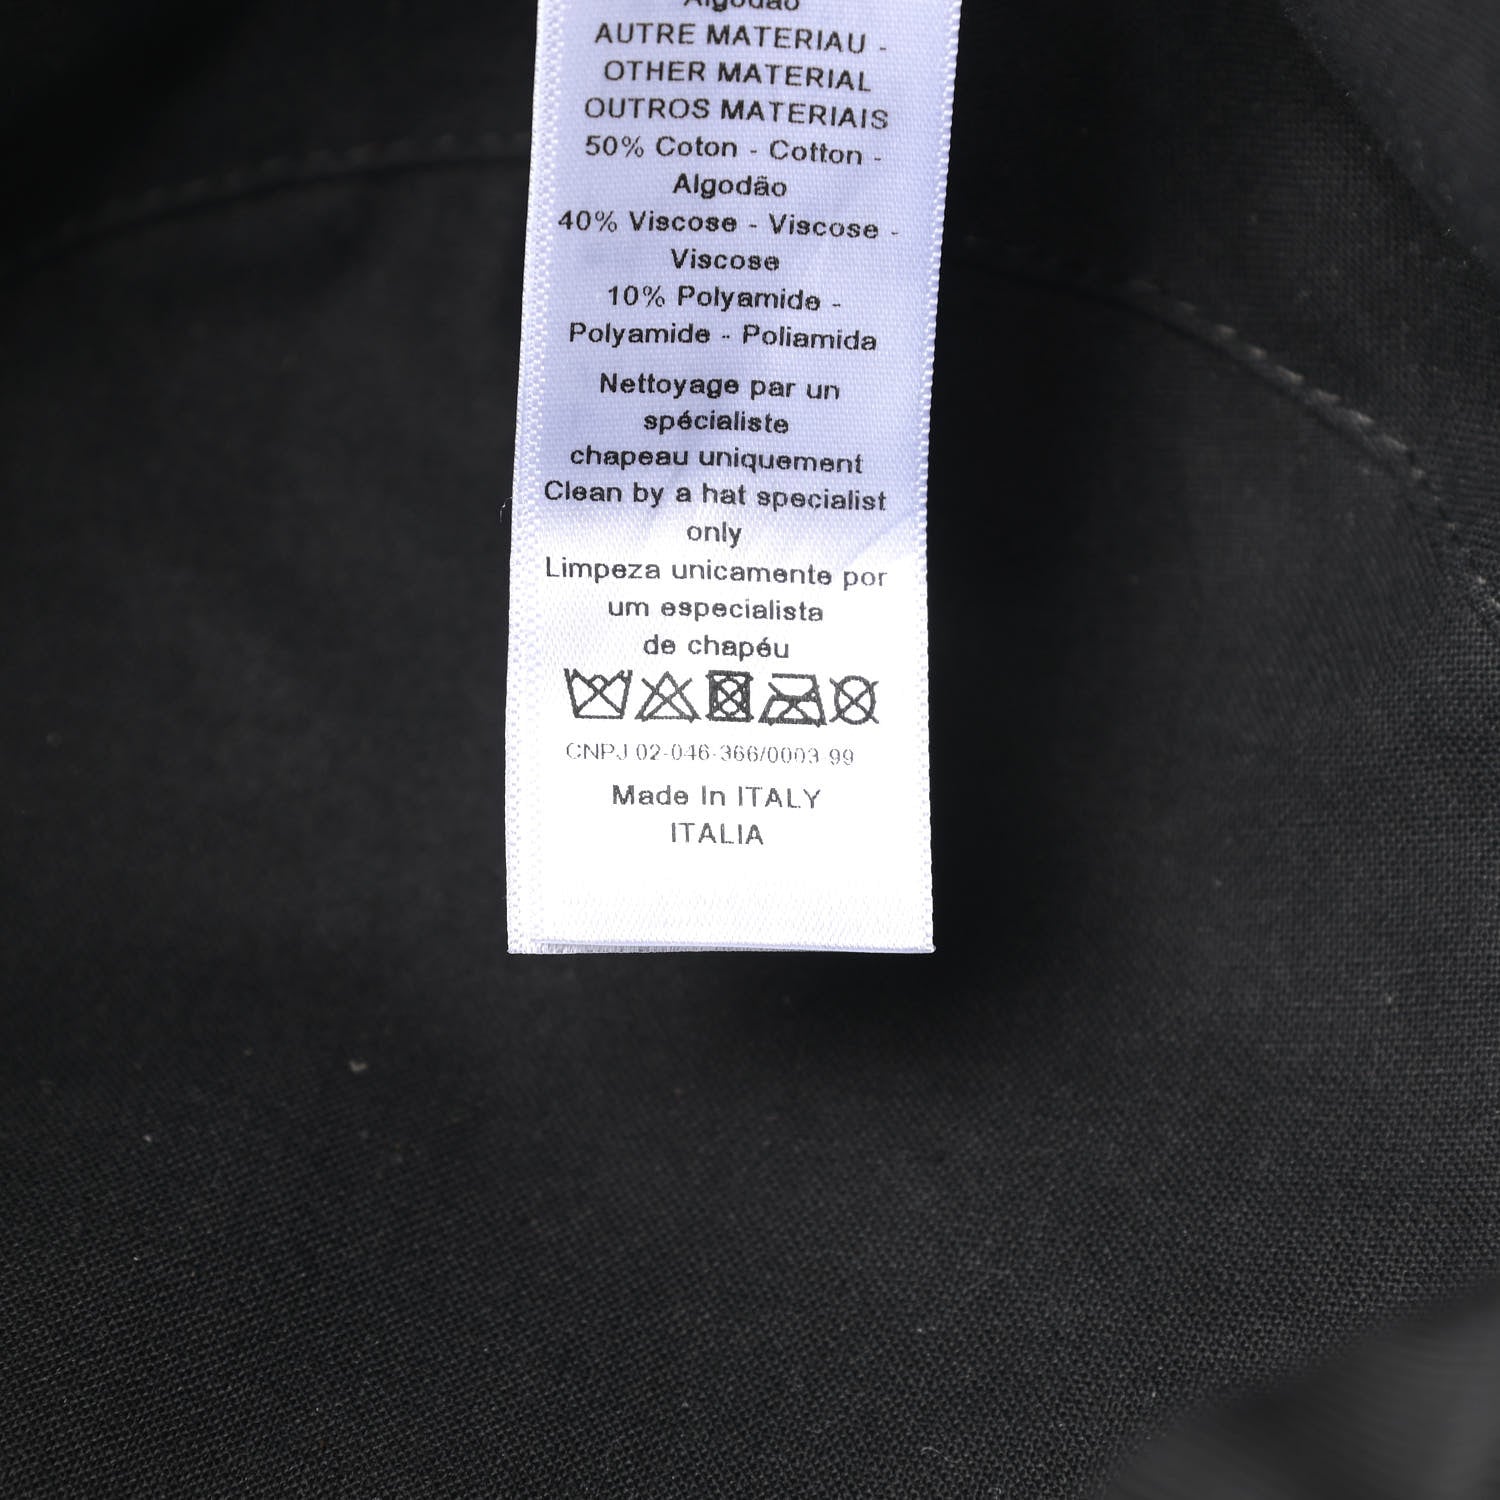 Algodão
AUTRE MATERIAU -
OTHER MATERIAL
OUTROS MATERIAIS
50% Coton - Cotton -
Algodão
40% Viscose - Viscose -
Viscose
10% Polyamide -
Polyamide - Poliamida
Nettoyage par un
spécialiste
chapeau uniquement
Clean by a hat specialist
only
Limpeza unicamente por
um especialista
de chapéu
CNPJ 02-046-366/0003-99
Made In ITALY
ITALIA